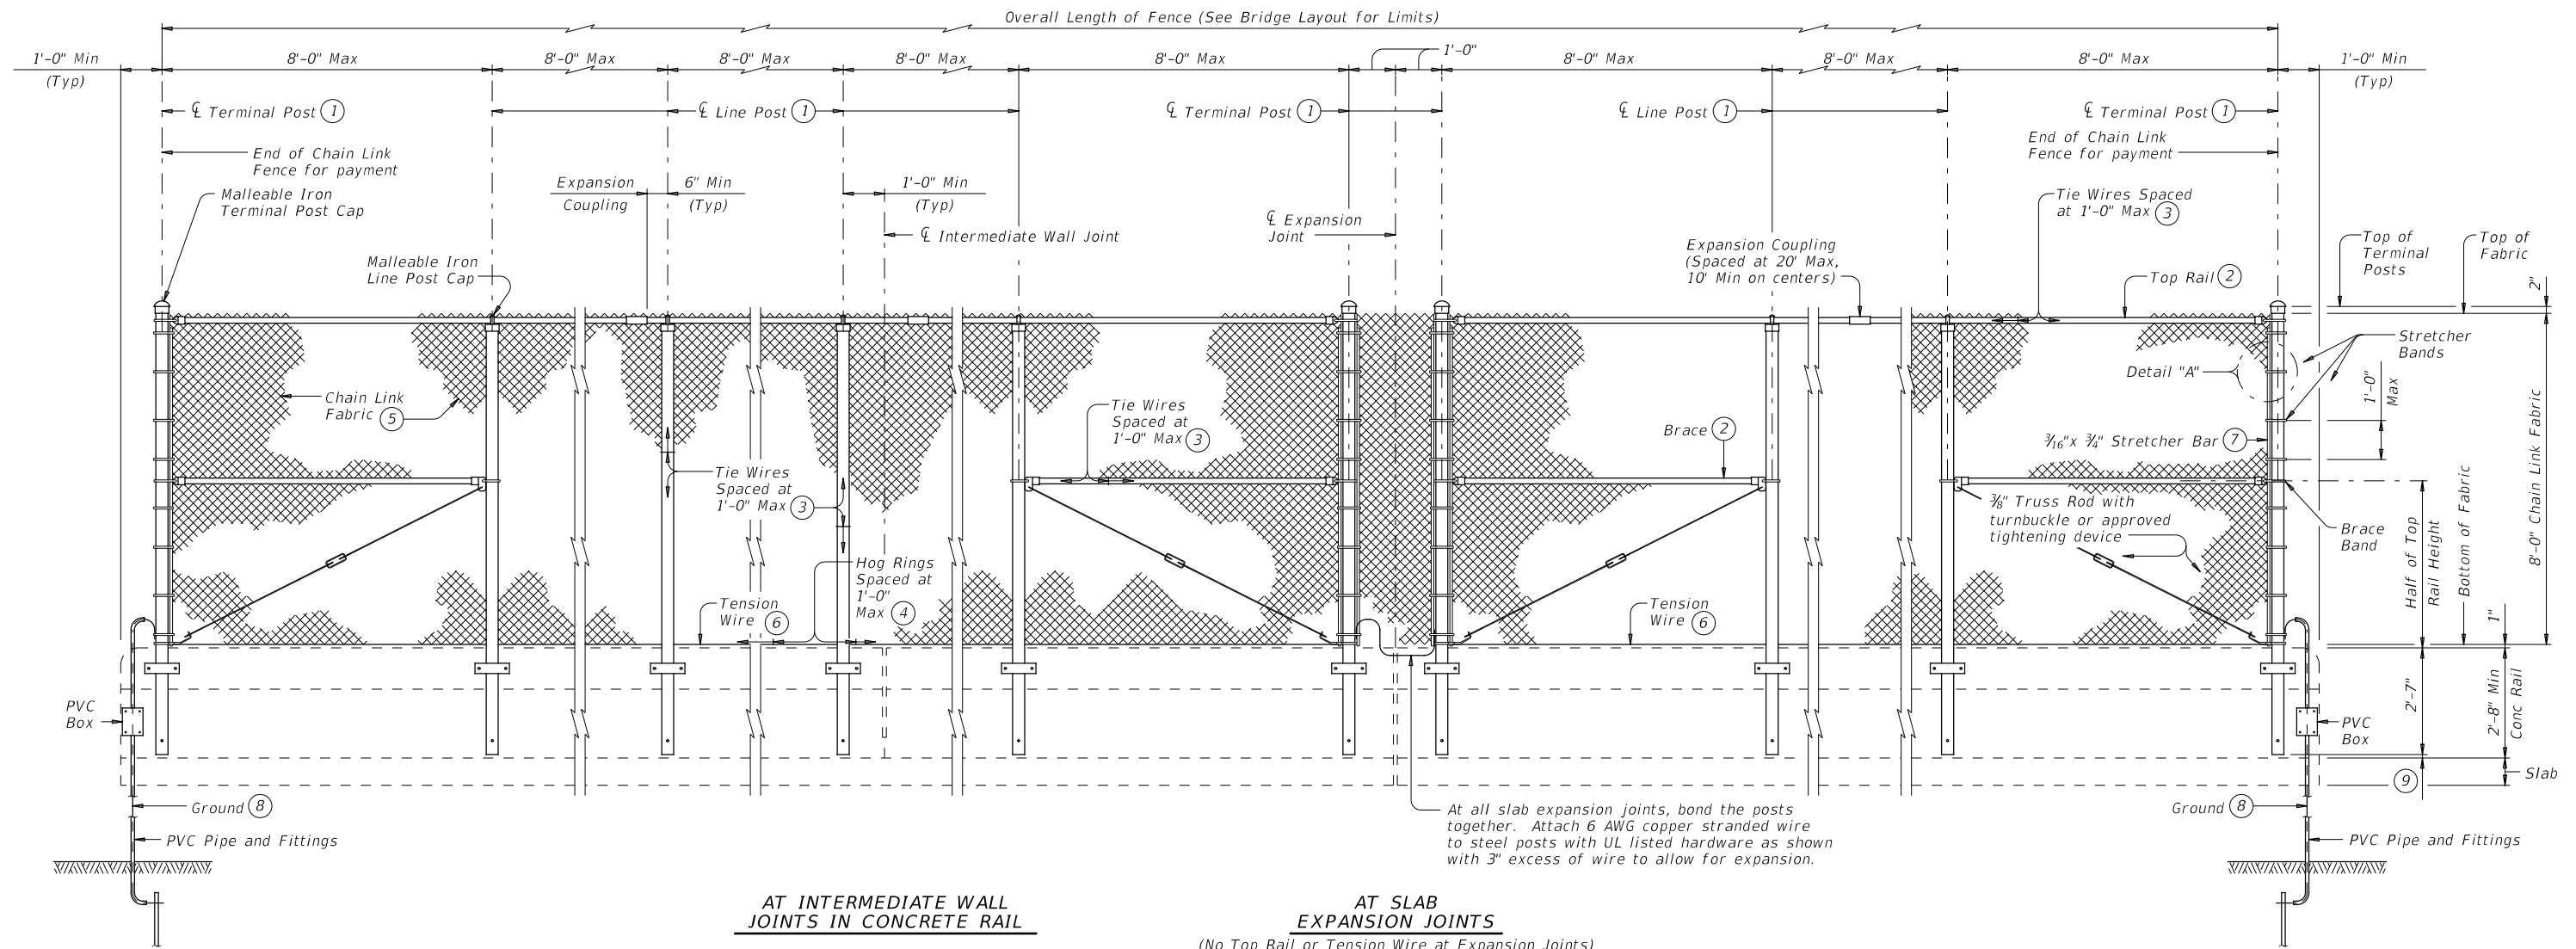 Overall Length of Fence (See Bridge Layout for Limits)
1'-0" Min
(Typ)
8'-0" Max
8'-0" Max
8'-0" Max
8'-0" Max
8'-0" Max
1'-0"
8'-0" Max
8'-0" Max
8'-0" Max
1'-0" Min
(Typ)
℄ Terminal Post 1
℄ Line Post 1
℄ Terminal Post 1
℄ Line Post 1
℄ Terminal Post 1
End of Chain Link
Fence for payment
Malleable Iron
Terminal Post Cap
Expansion
Coupling
6" Min
(Typ)
1'-0" Min
(Typ)
℄ Intermediate Wall Joint
℄ Expansion
Joint
End of Chain Link
Fence for payment
Tie Wires Spaced
at 1'-0" Max 3
Malleable Iron
Line Post Cap
Expansion Coupling
(Spaced at 20' Max,
10' Min on centers)
Top Rail 2
Top of
Terminal
Posts
Top of
Fabric
2"
Stretcher
Bands
Detail "A"
1'-0"
Max
Chain Link
Fabric 5
Tie Wires
Spaced at
1'-0" Max 3
Tie Wires
Spaced at
1'-0" Max 3
Brace 2
3/16"x 3/4" Stretcher Bar 7
3/8" Truss Rod with
turnbuckle or approved
tightening device
Brace
Band
Half of Top
Rail Height
Bottom of Fabric
8'-0" Chain Link Fabric
Hog Rings
Spaced at
1'-0"
Max 4
Tension
Wire 6
Tension
Wire 6
1"
2'-7"
2'-8" Min
Conc Rail
PVC
Box
PVC
Box
9
Slab
Ground 8
PVC Pipe and Fittings
At all slab expansion joints, bond the posts
together. Attach 6 AWG copper stranded wire
to steel posts with UL listed hardware as shown
with 3" excess of wire to allow for expansion.
Ground 8
PVC Pipe and Fittings
AT INTERMEDIATE WALL
JOINTS IN CONCRETE RAIL
AT SLAB
EXPANSION JOINTS
(No Top Rail or Tension Wire at Expansion Joints)